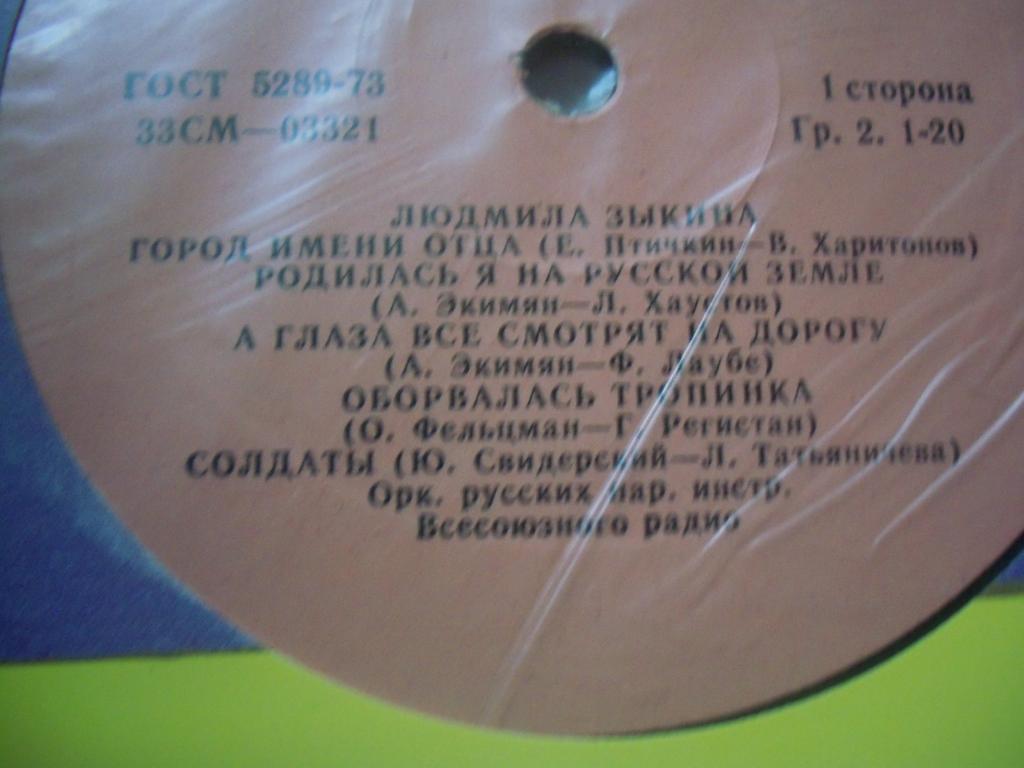 ГОСТ 5289-73
33СМ—03321
1 сторона
Гр. 2. 1-20
ЛЮДМИЛА ЗЫКИНА
ГОРОД ИМЕНИ ОТЦА (Е. Птичкин—В. Харитонов)
РОДИЛАСЬ Я НА РУССКОЙ ЗЕМЛЕ
(А. Экимян—Л. Хаустов)
А ГЛАЗА ВСЕ СМОТРЯТ НА ДОРОГУ
(А. Экимян—Ф. Лаубе)
ОБОРВАЛАСЬ ТРОПИНКА
(О. Фельцман—Г. Регистан)
СОЛДАТЫ (Ю. Свидерский—Л. Татьяничева)
Орк. русских нар. инстр.
Всесоюзного радио